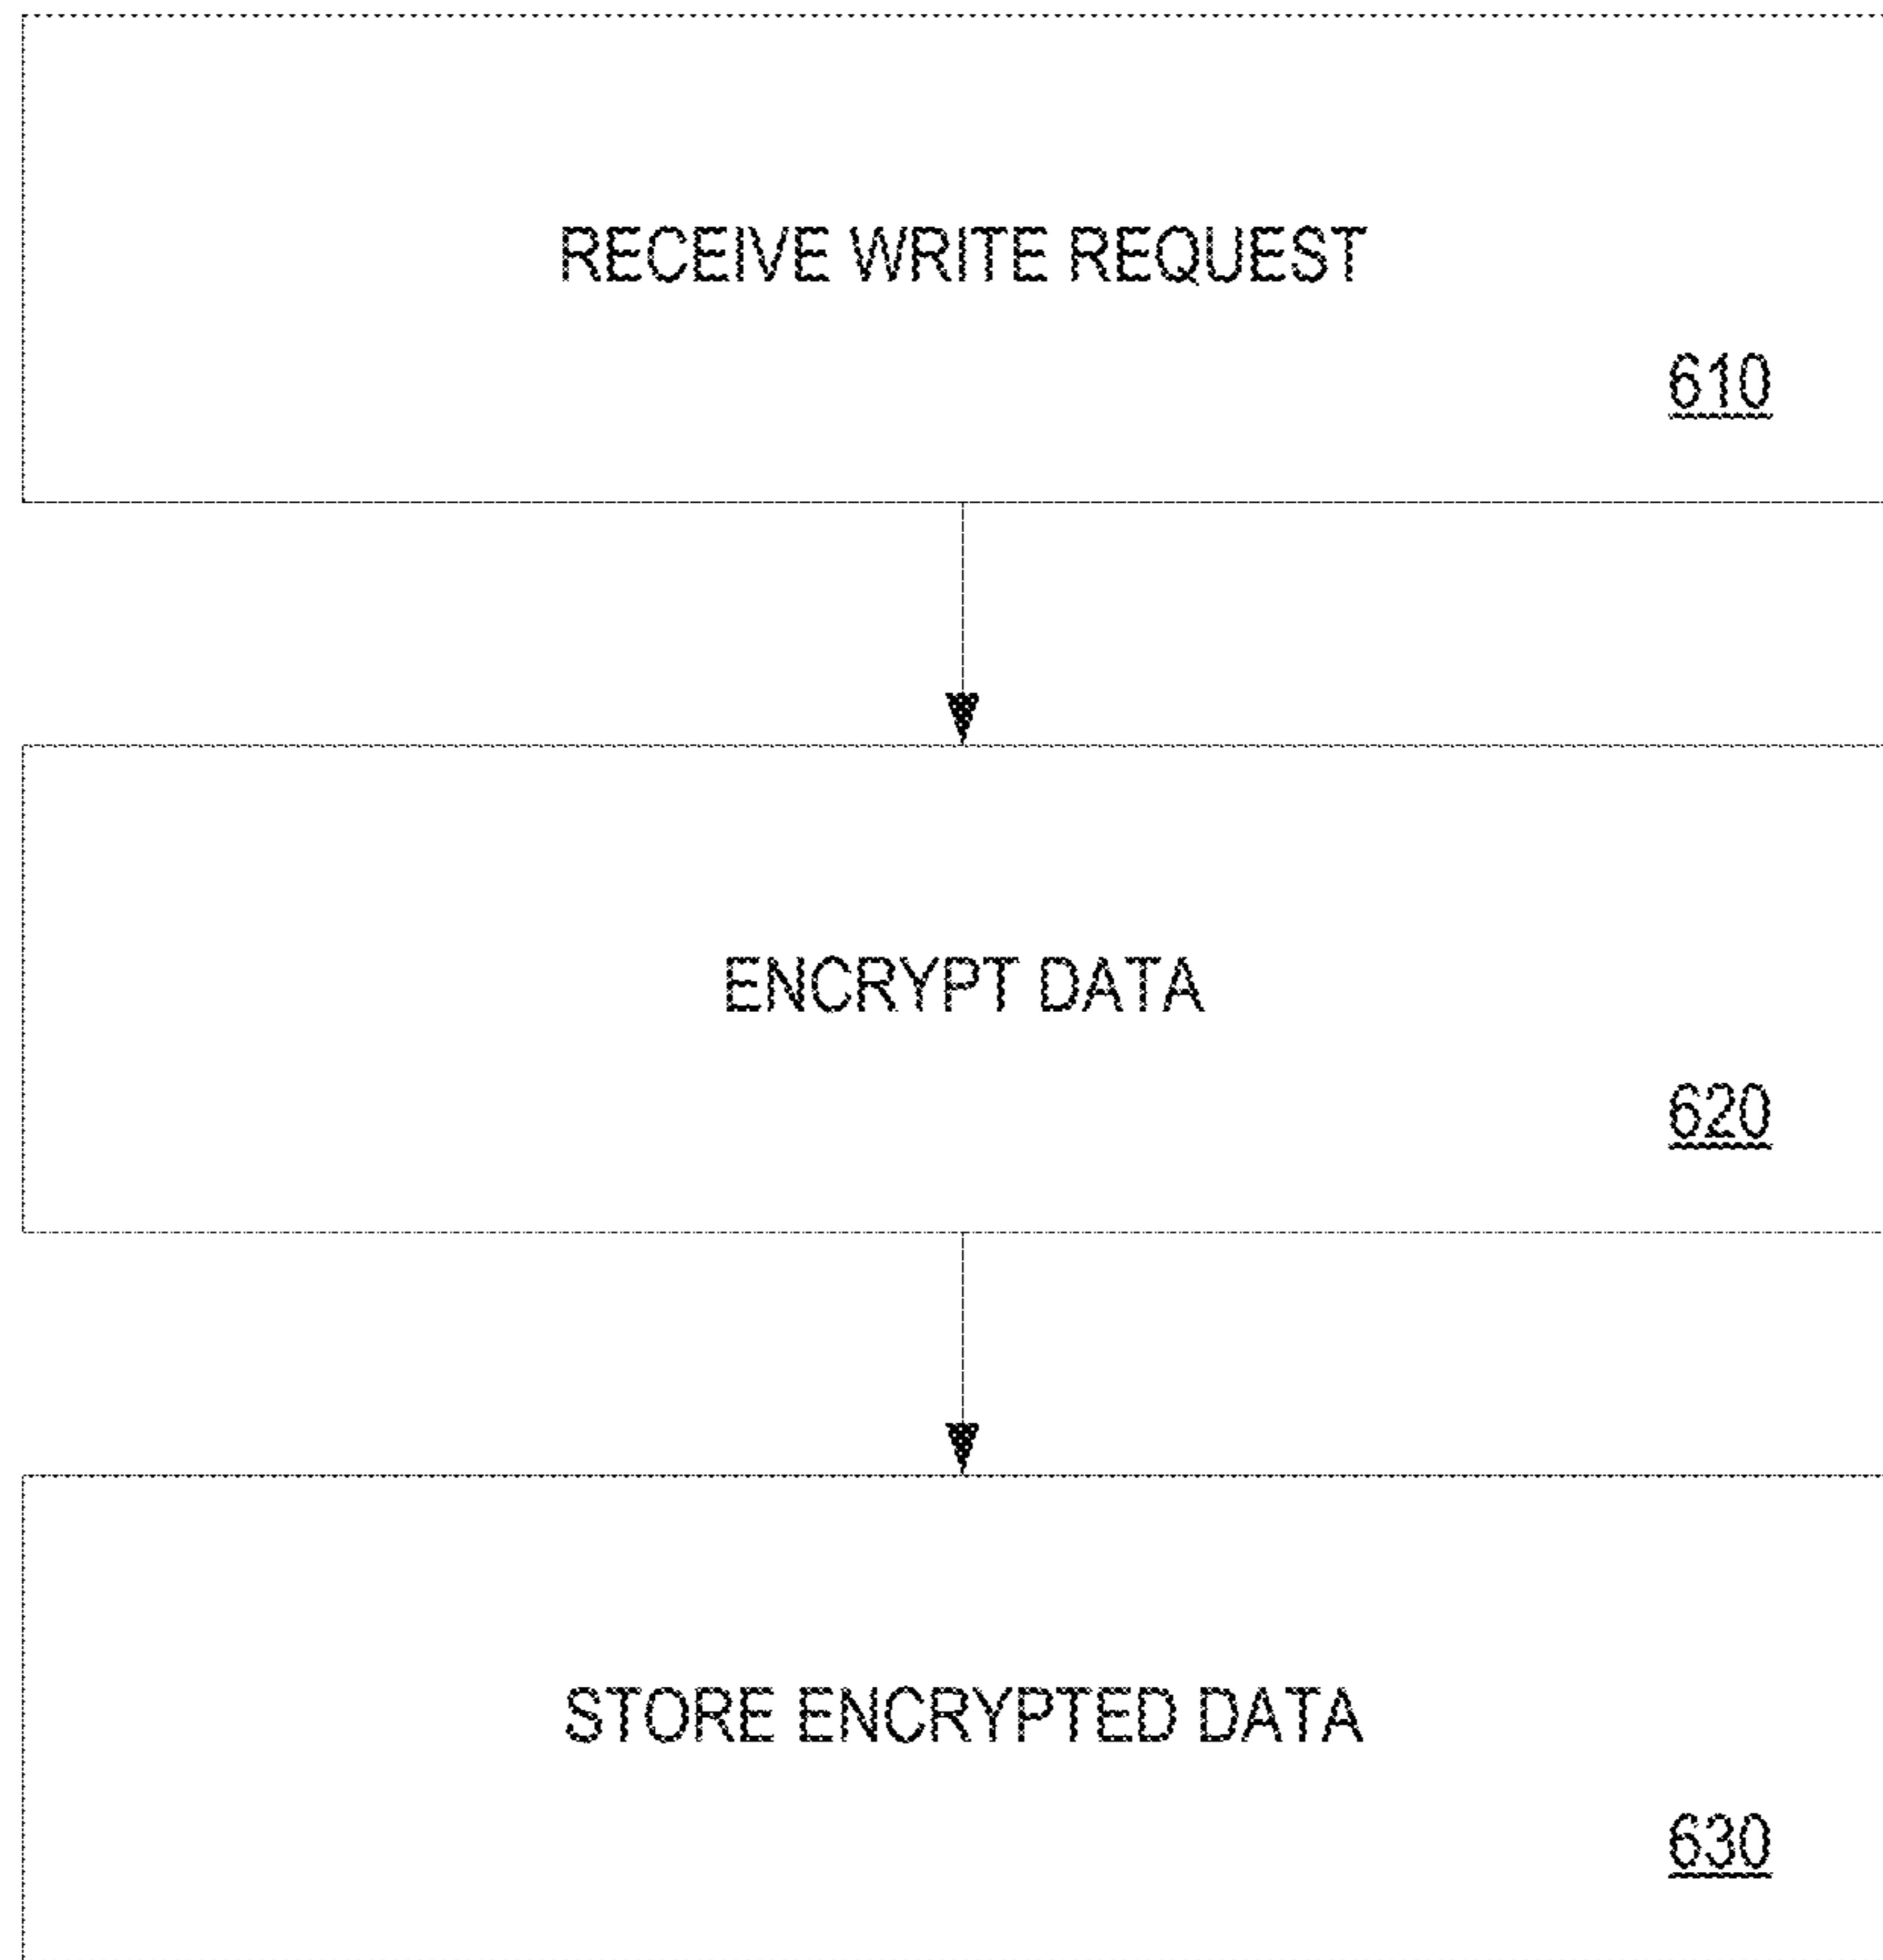 RECEIVE WRITE REQUEST
610
ENCRYPT DATA
620
STORE ENCRYPTED DATA
630